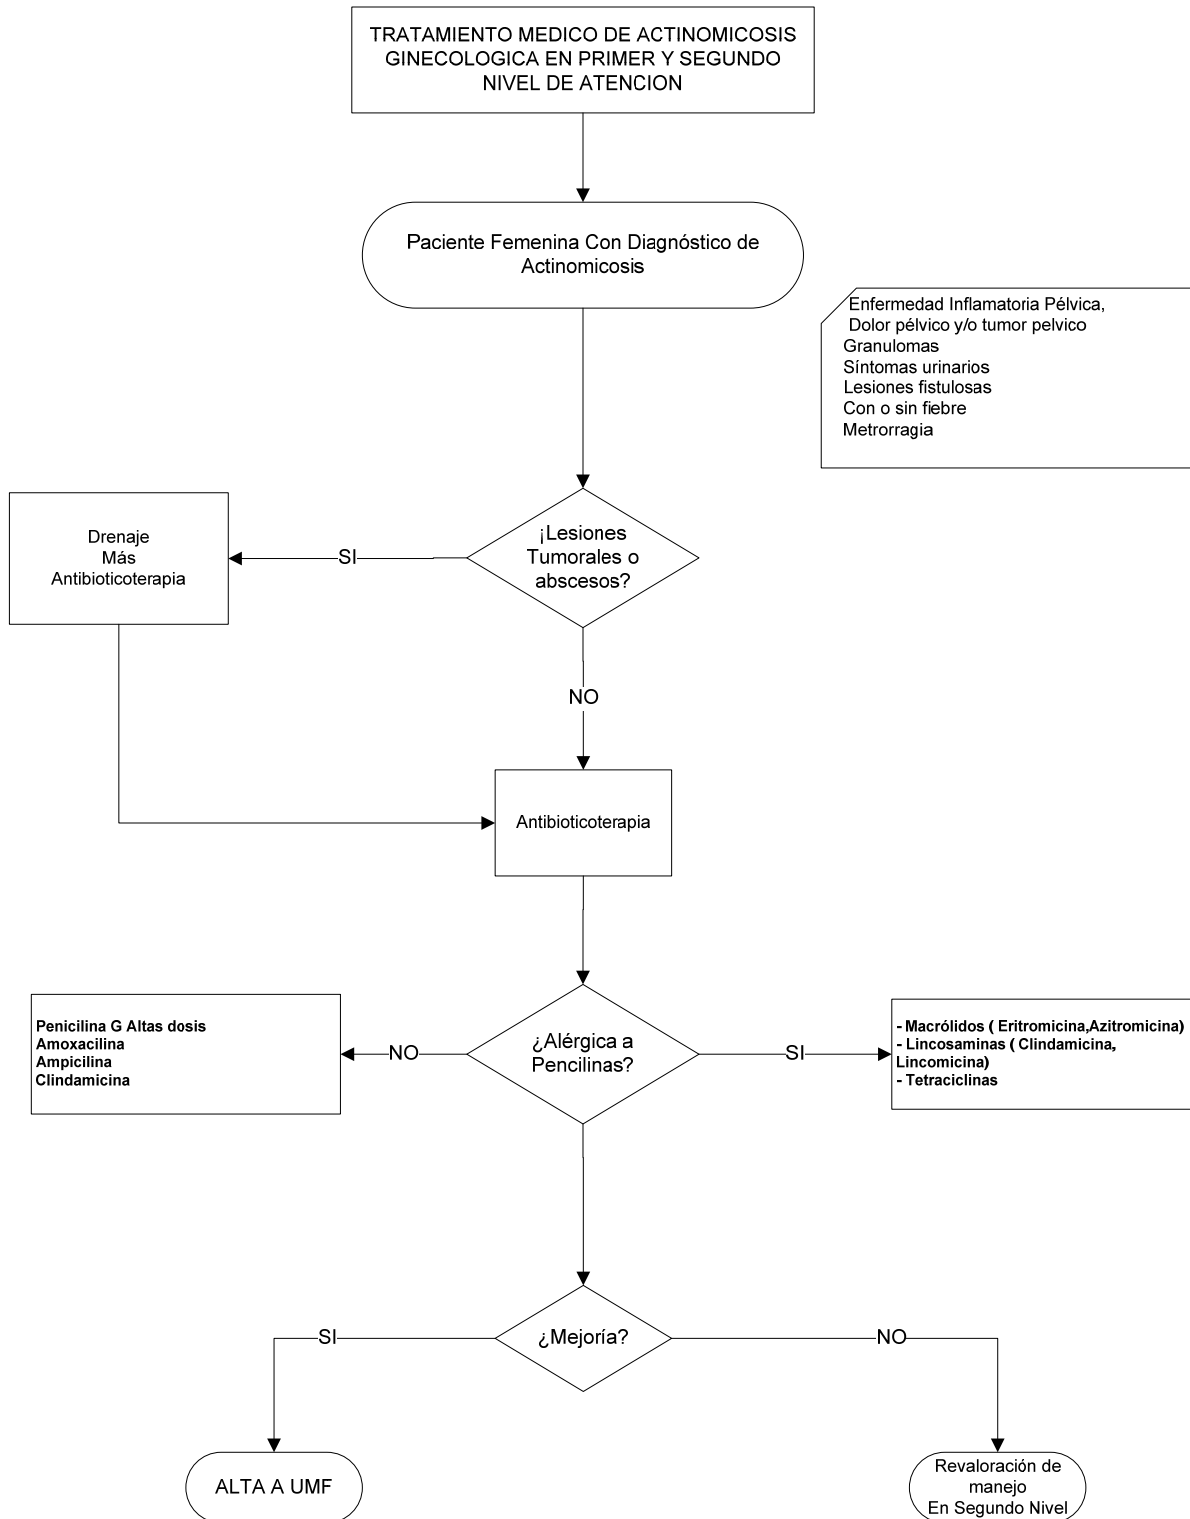 TRATAMIENTO MEDICO DE ACTINOMICOSIS
GINECOLOGICA EN PRIMER Y SEGUNDO
NIVEL DE ATENCION
Paciente Femenina Con Diagnóstico de
Actinomicosis
Enfermedad Inflamatoria Pélvica,
Dolor pélvico y/o tumor pelvico
Granulomas
Síntomas urinarios
Lesiones fistulosas
Con o sin fiebre
Metrorragia
¡Lesiones
Tumorales o
abscesos?
SI
Drenaje
Más
Antibioticoterapia
NO
Antibioticoterapia
¿Alérgica a
Pencilinas?
NO
Penicilina G Altas dosis
Amoxacilina
Ampicilina
Clindamicina
SI
- Macrólidos ( Eritromicina,Azitromicina)
- Lincosaminas ( Clindamicina,
Lincomicina)
- Tetraciclinas
¿Mejoría?
SI
NO
ALTA A UMF
Revaloración de
manejo
En Segundo Nivel